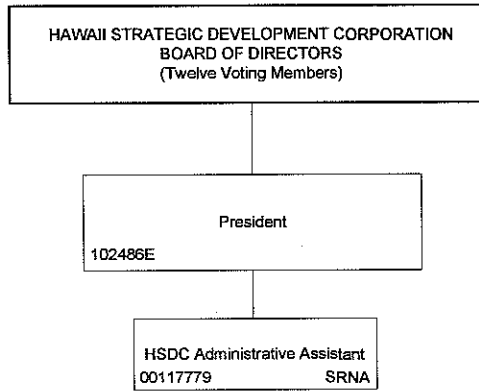 HAWAII STRATEGIC DEVELOPMENT CORPORATION
BOARD OF DIRECTORS
(Twelve Voting Members)
President
102486E
HSDC Administrative Assistant
00117779 SRNA